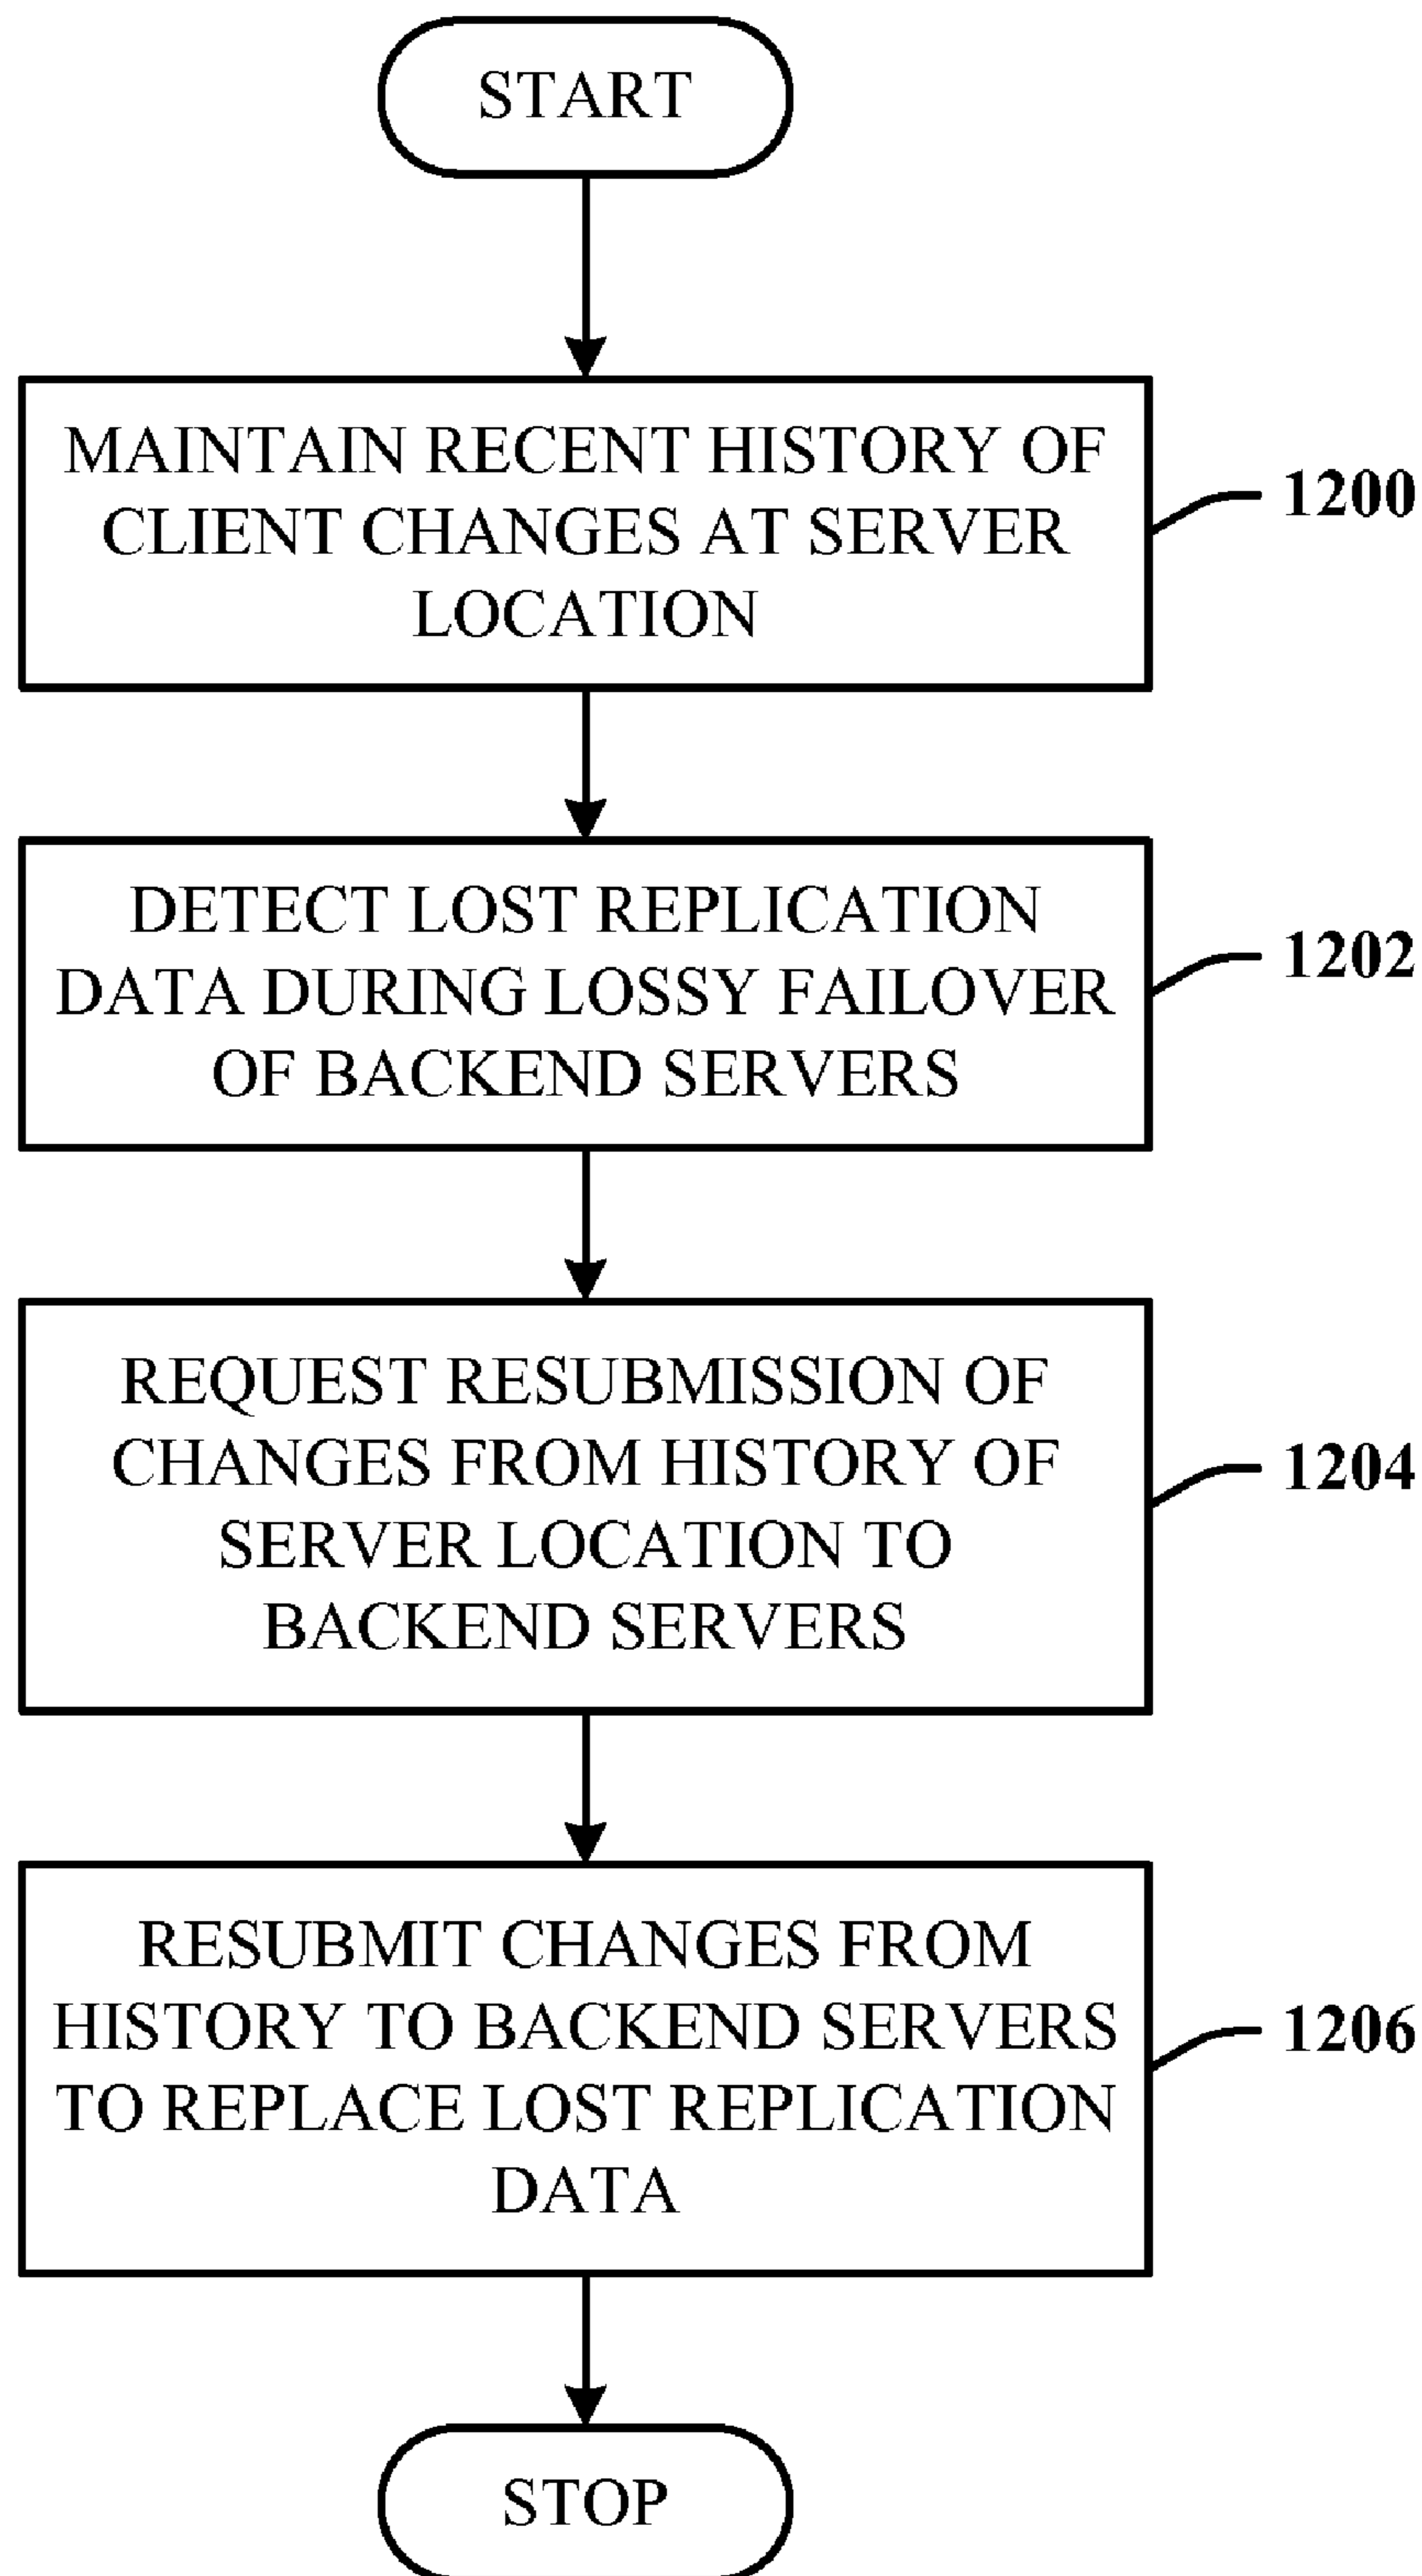 START
MAINTAIN RECENT HISTORY OF
CLIENT CHANGES AT SERVER
LOCATION
1200
DETECT LOST REPLICATION
DATA DURING LOSSY FAILOVER
OF BACKEND SERVERS
1202
REQUEST RESUBMISSION OF
CHANGES FROM HISTORY OF
SERVER LOCATION TO
BACKEND SERVERS
1204
RESUBMIT CHANGES FROM
HISTORY TO BACKEND SERVERS
TO REPLACE LOST REPLICATION
DATA
1206
STOP